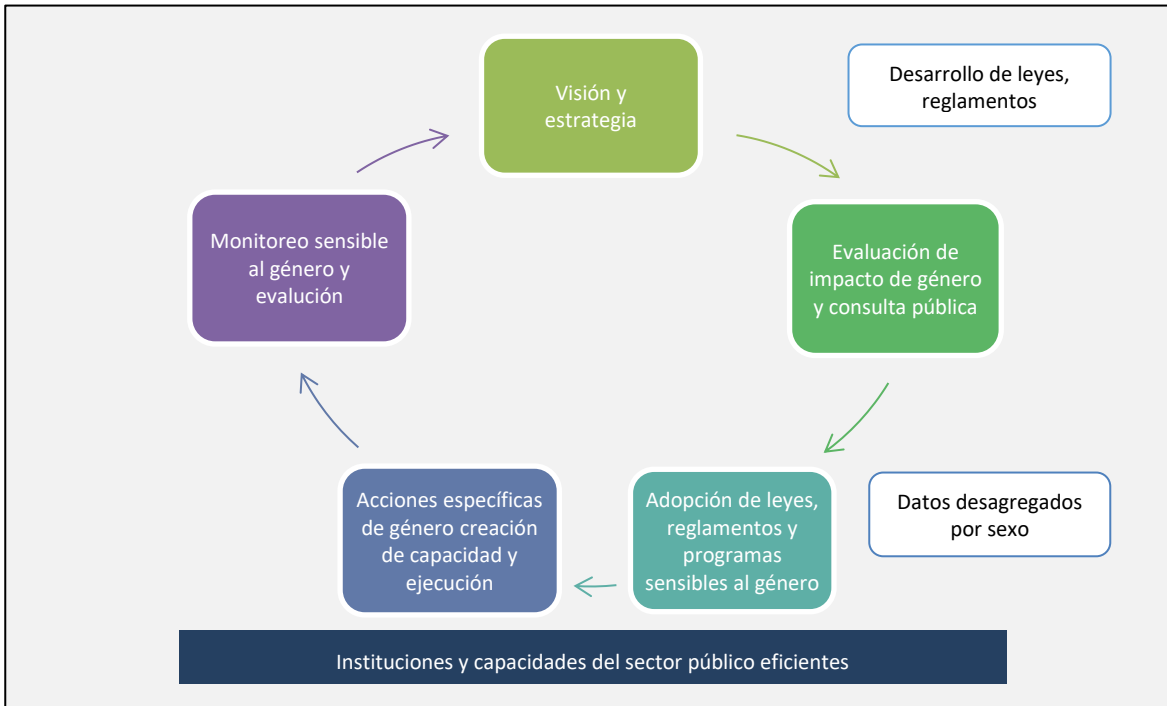 Visión y
estrategia
Desarrollo de leyes,
reglamentos
Monitoreo sensible
al género y
evalución
Evaluación de
impacto de género
y consulta pública
Acciones específicas
de género creación
de capacidad y
ejecución
Adopción de leyes,
reglamentos y
programas
sensibles al género
Datos desagregados
por sexo
Instituciones y capacidades del sector público eficientes